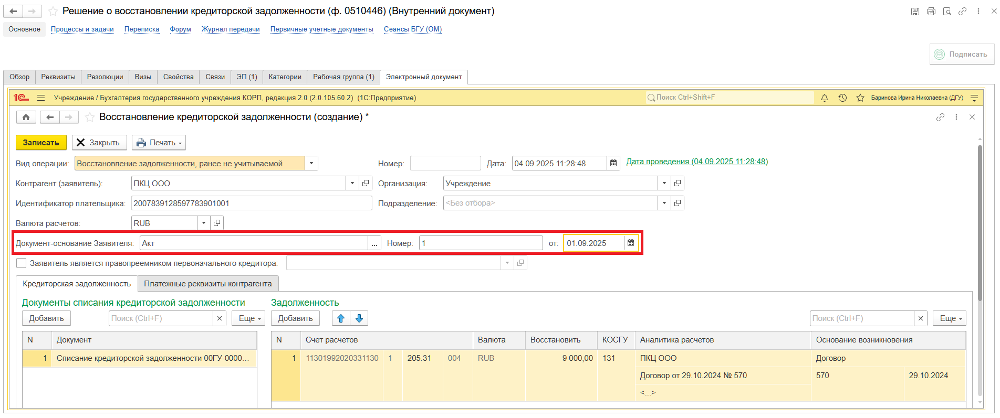 Решение о восстановлении кредиторской задолженности (ф. 0510446) (Внутренний документ)
Основное Процессы и задачи Переписка Форум Журнал передачи Первичные учетные документы Сеансы БГУ (ОМ)
Подписать
Обзор Реквизиты Резолюции Визы Свойства Связи ЭП (1) Категории Рабочая группа (1) Электронный документ
1С Учреждение / Бухгалтерия государственного учреждения КОРП, редакция 2.0 (2.0.105.60.2) (1С:Предприятие) Поиск Ctrl+Shift+F Баринова Ирина Николаевна (ДГУ)
Восстановление кредиторской задолженности (создание) *
Записать Закрыть Печать
Вид операции: Восстановление задолженности, ранее не учитываемой Номер: Дата: 04.09.2025 11:28:48 Дата проведения (04.09.2025 11:28:48)
Контрагент (заявитель): ПКЦ ООО Организация: Учреждение
Идентификатор плательщика: 2007839128597783901001 Подразделение: <Без отбора>
Валюта расчетов: RUB
Документ-основание Заявителя: Акт ... Номер: 1 от: 01.09.2025
Заявитель является правопреемником первоначального кредитора:
Кредиторская задолженность Платежные реквизиты контрагента
Документы списания кредиторской задолженности Задолженность
Добавить Поиск (Ctrl+F) × Еще Добавить Поиск (Ctrl+F) × Еще
N Документ N Счет расчетов Валюта Восстановить КОСГУ Аналитика расчетов Основание возникновения
1 Списание кредиторской задолженности 00ГУ-0000... 1 11301992020331130 1 205.31 004 RUB 9 000,00 131 ПКЦ ООО Договор
Договор от 29.10.2024 № 570 570 29.10.2024
<...>